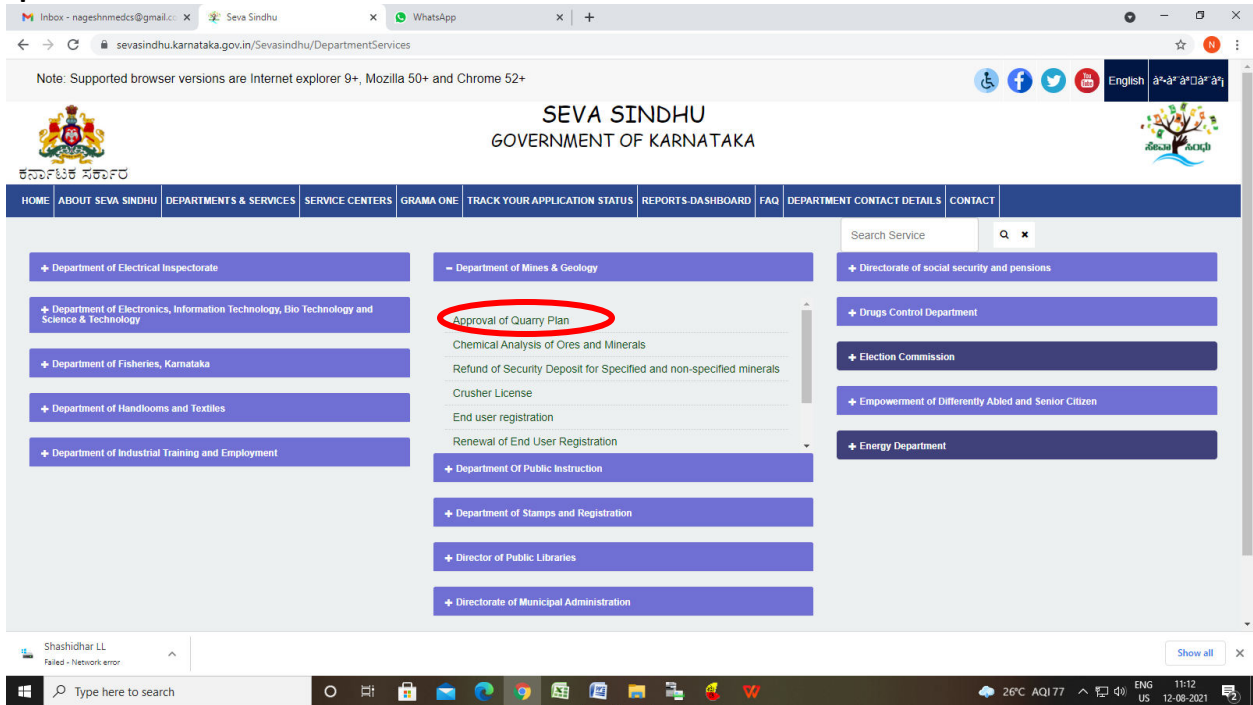 Inbox - nageshnmedcs@gmail.cc
Seva Sindhu
WhatsApp
sevasindhu.karnataka.gov.in/Sevasindhu/DepartmentServices
N
Note: Supported browser versions are Internet explorer 9+, Mozilla 50+ and Chrome 52+
You
Tube
English
SEVA SINDHU
GOVERNMENT OF KARNATAKA
ಸೇವಾ ಸಿಂಧು
ಕರ್ನಾಟಕ ಸರ್ಕಾರ
HOME ABOUT SEVA SINDHU DEPARTMENTS & SERVICES SERVICE CENTERS GRAMA ONE TRACK YOUR APPLICATION STATUS REPORTS-DASHBOARD FAQ DEPARTMENT CONTACT DETAILS CONTACT
Search Service
+ Department of Electrical Inspectorate
+ Department of Electronics, Information Technology, Bio Technology and
Science & Technology
+ Department of Fisheries, Karnataka
+ Department of Handlooms and Textiles
+ Department of Industrial Training and Employment
– Department of Mines & Geology
Approval of Quarry Plan
Chemical Analysis of Ores and Minerals
Refund of Security Deposit for Specified and non-specified minerals
Crusher License
End user registration
Renewal of End User Registration
+ Department Of Public Instruction
+ Department of Stamps and Registration
+ Director of Public Libraries
+ Directorate of Municipal Administration
+ Directorate of social security and pensions
+ Drugs Control Department
+ Election Commission
+ Empowerment of Differently Abled and Senior Citizen
+ Energy Department
Shashidhar LL
Failed - Network error
Show all
Type here to search
26°C AQI 77
ENG
US
11:12
12-08-2021
2